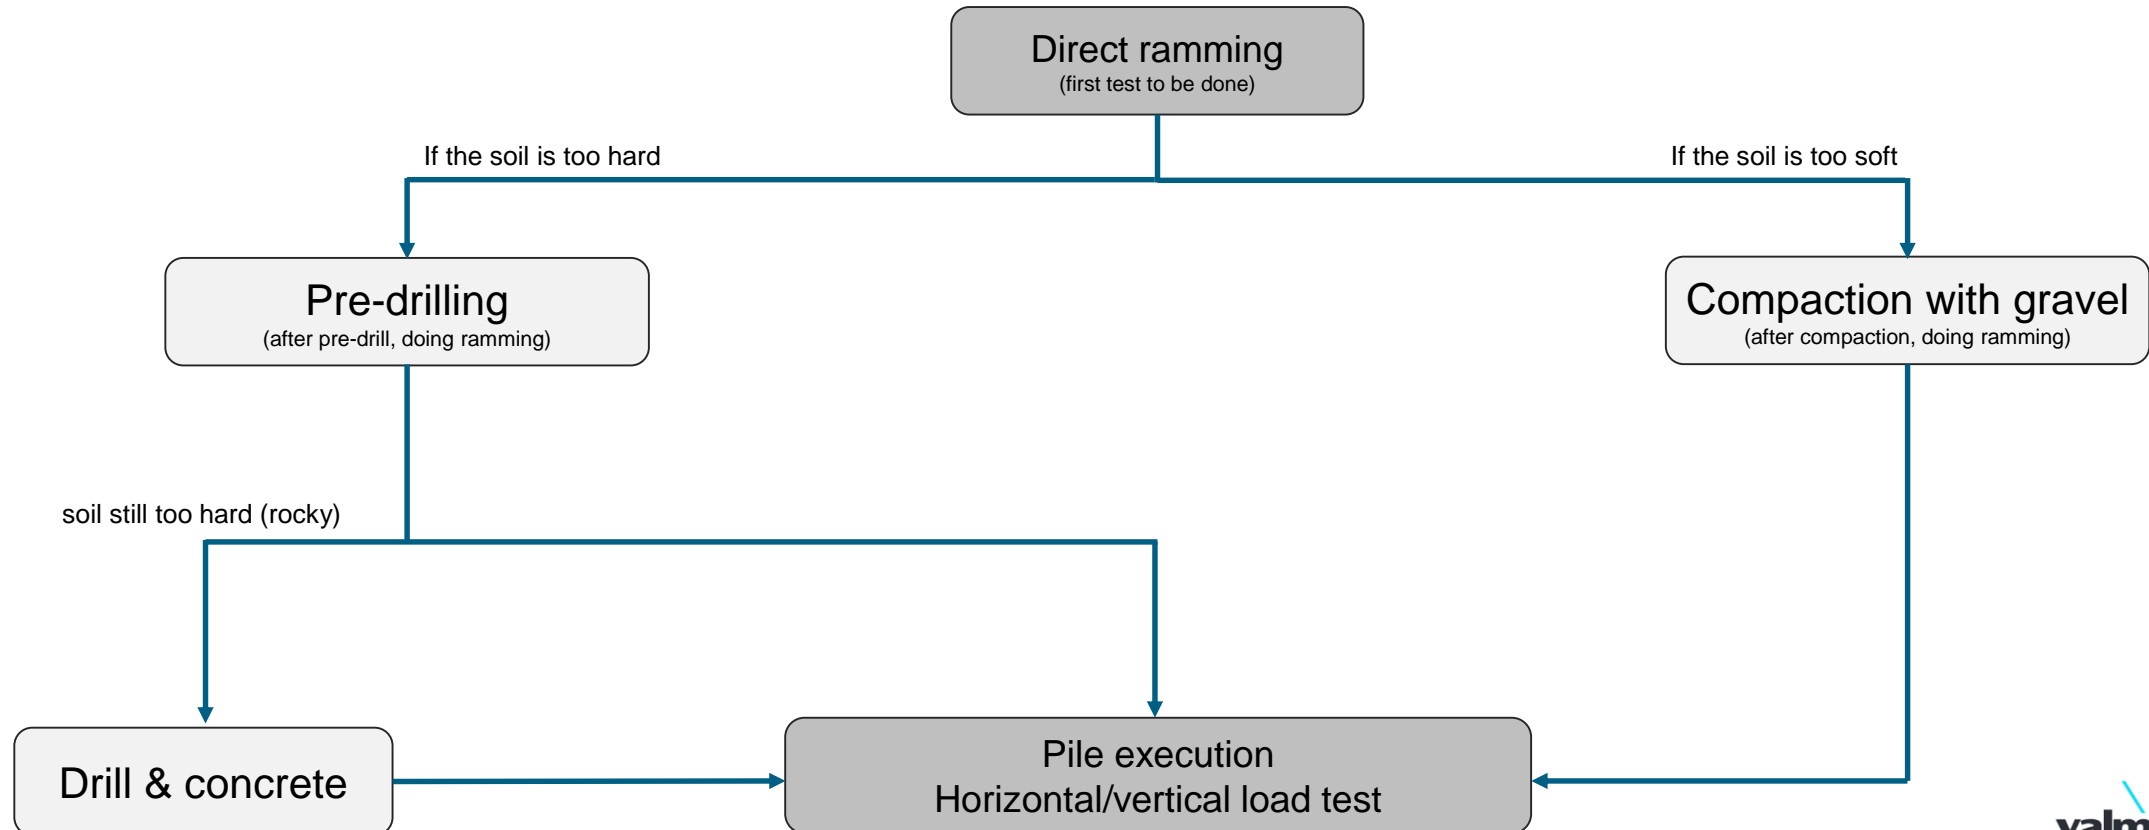 Direct ramming
(first test to be done)
If the soil is too hard
If the soil is too soft
Pre-drilling
(after pre-drill, doing ramming)
Compaction with gravel
(after compaction, doing ramming)
soil still too hard (rocky)
Drill & concrete
Pile execution
Horizontal/vertical load test